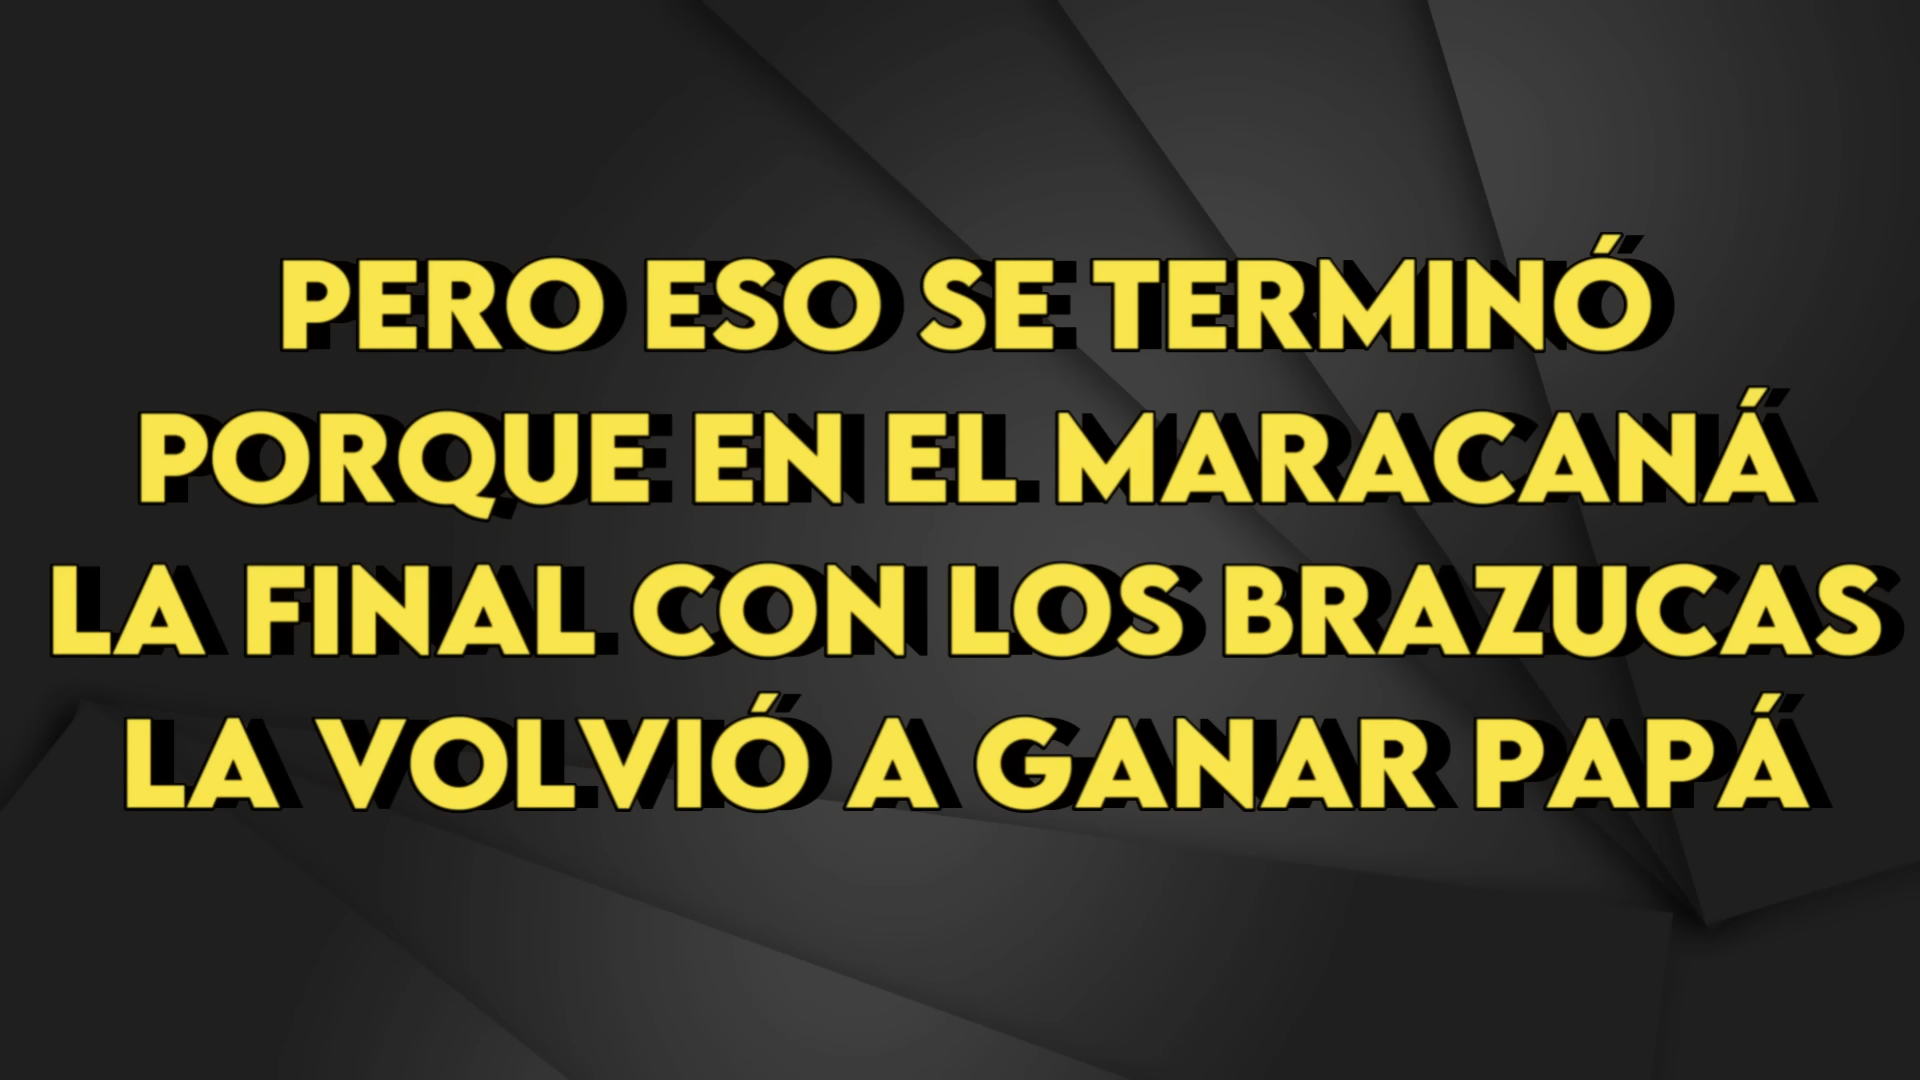 PERO ESO SE TERMINÓ
PORQUE EN EL MARACANÁ
LA FINAL CON LOS BRAZUCAS
LA VOLVIÓ A GANAR PAPÁ